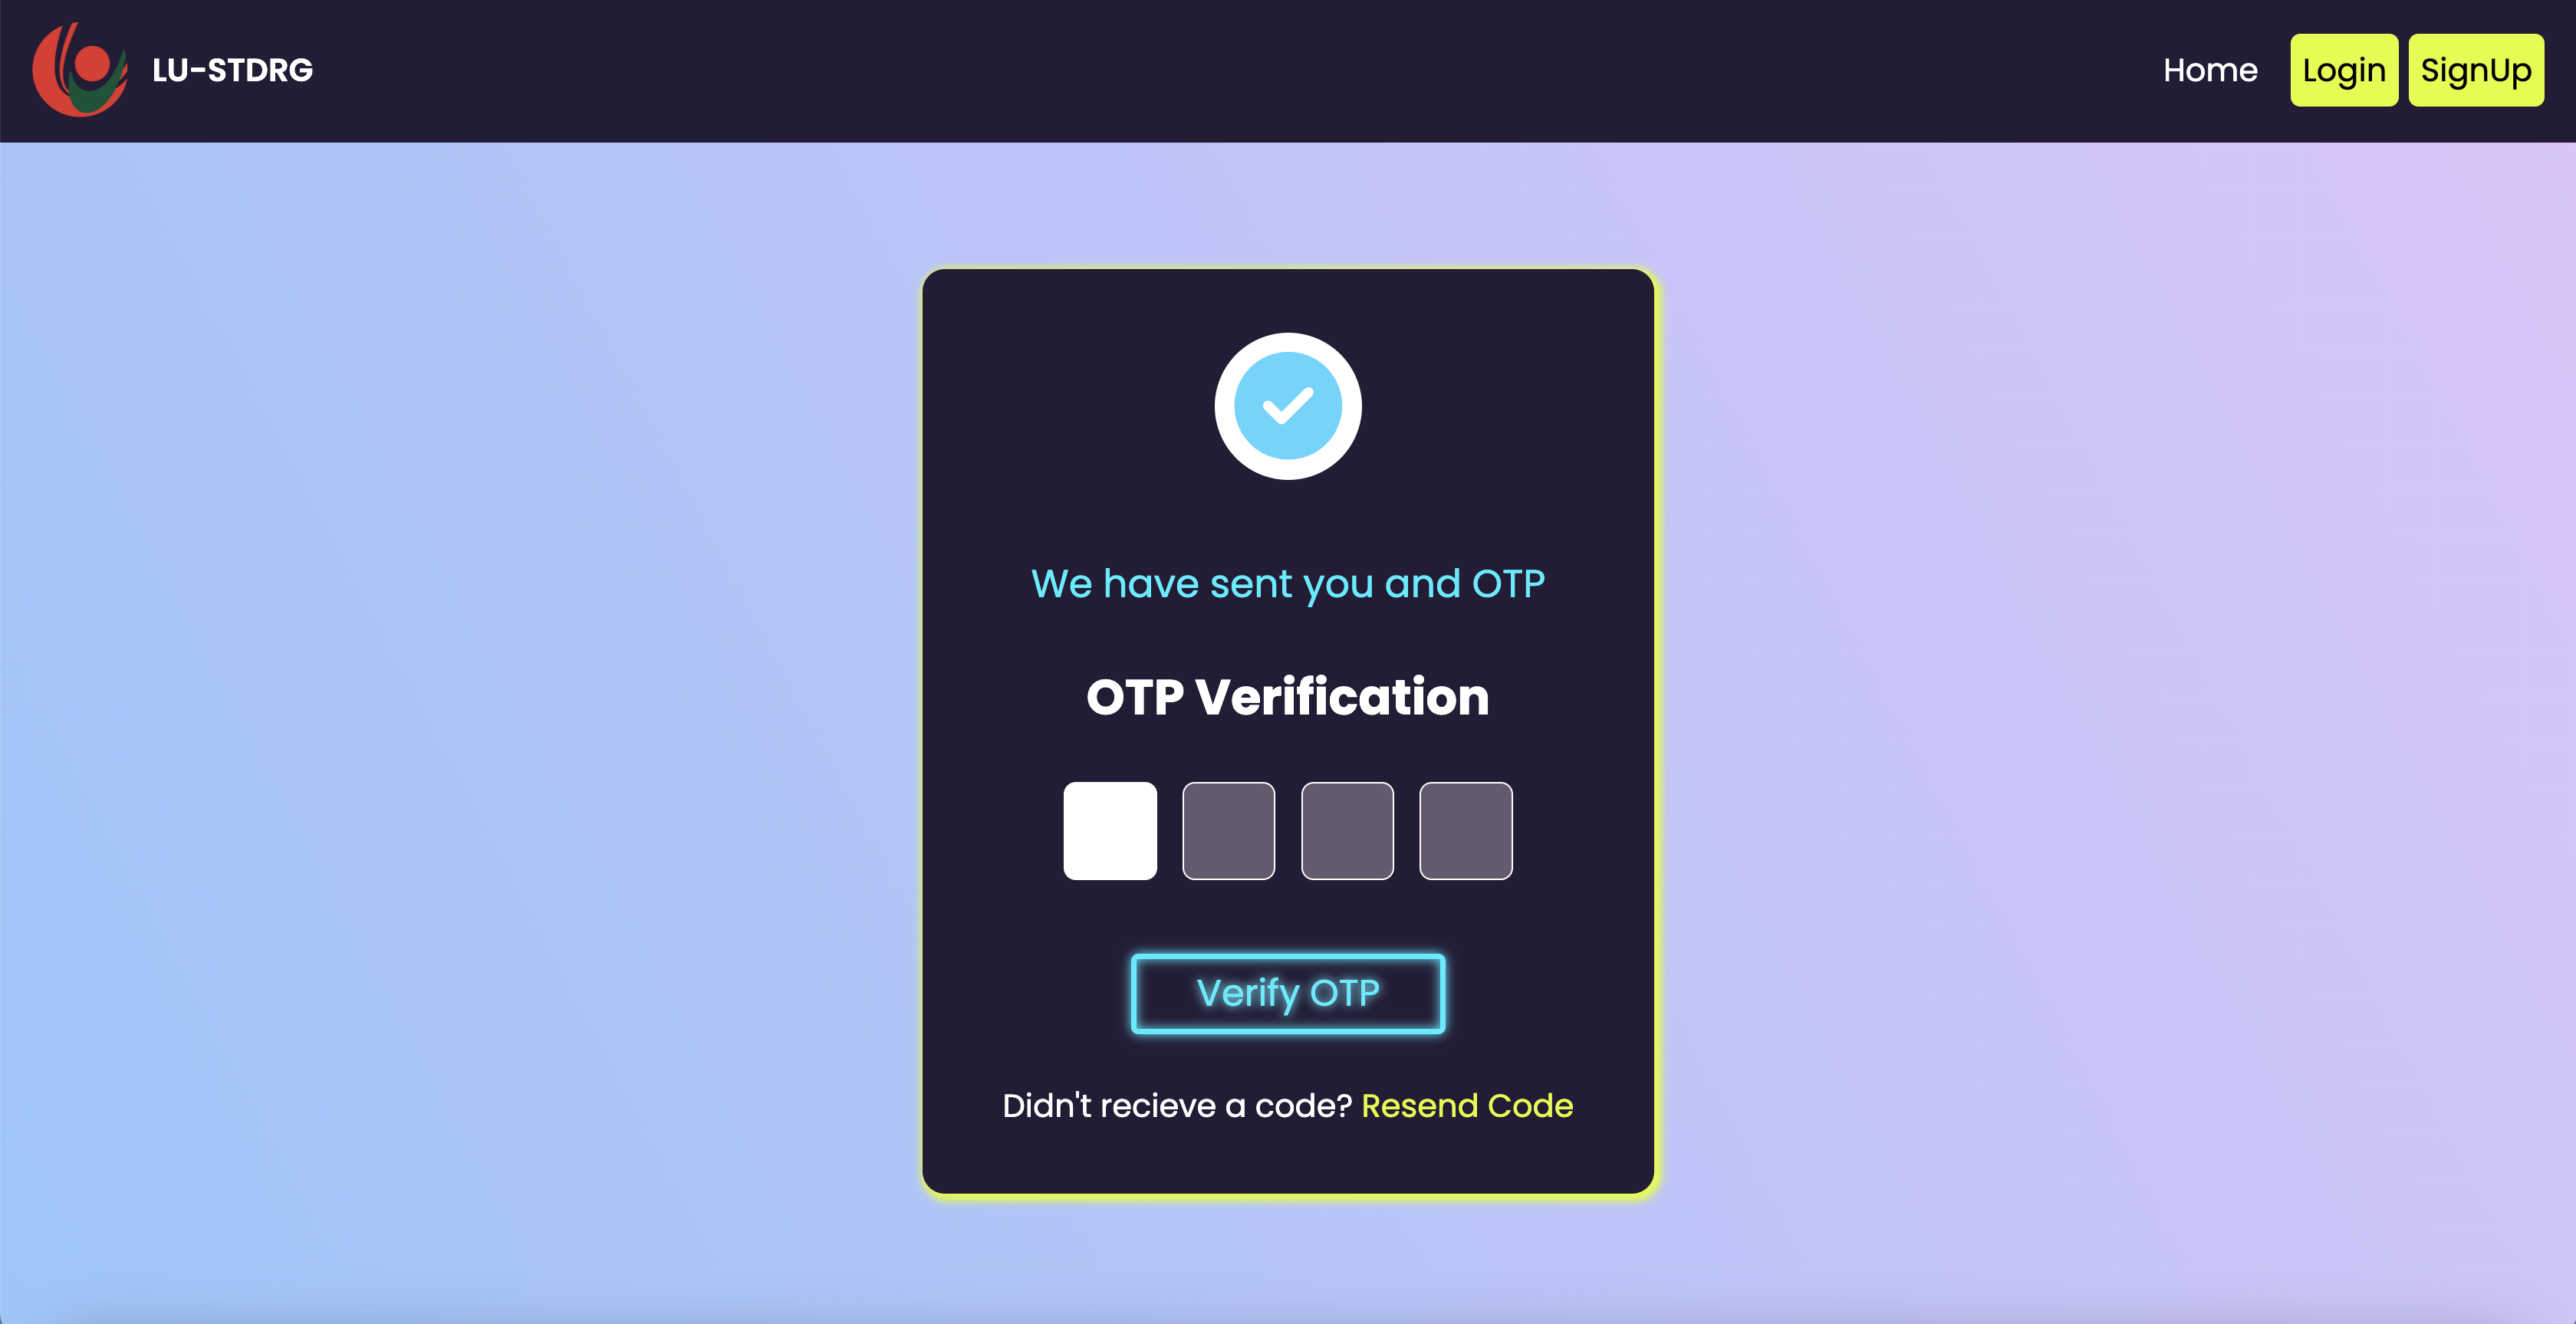 LU-STDRG
Home
Login
SignUp
We have sent you and OTP
OTP Verification
Verify OTP
Didn't recieve a code? Resend Code